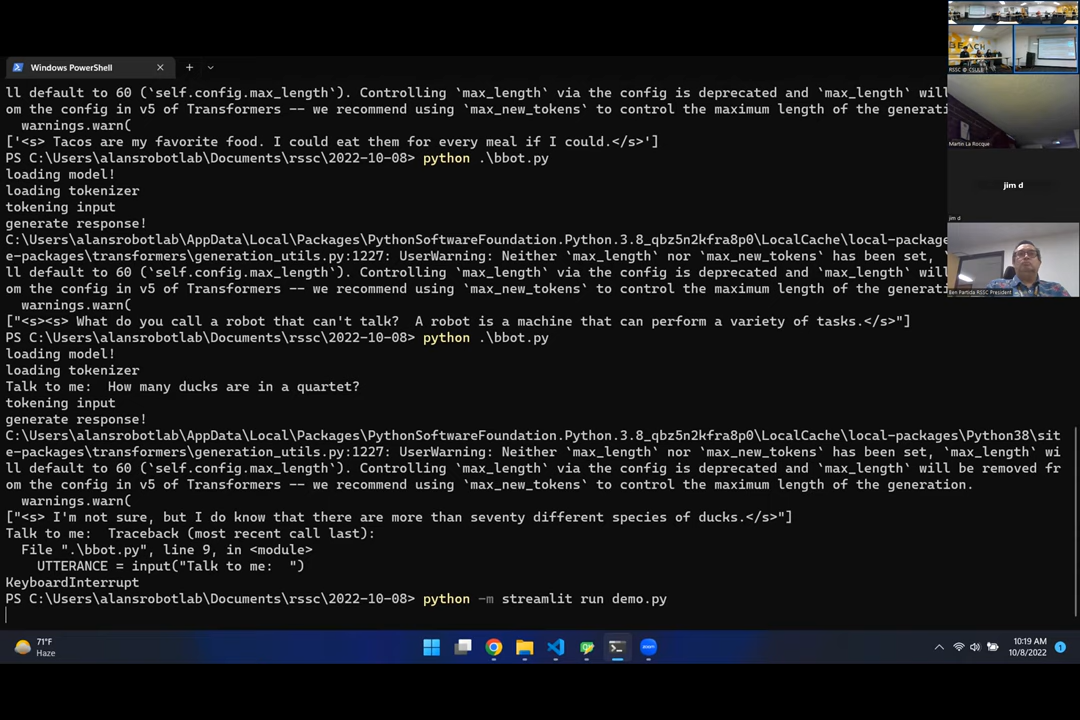 Windows PowerShell
ll default to 60 (`self.config.max_length`). Controlling `max_length` via the config is deprecated and `max_length` wil
om the config in v5 of Transformers -- we recommend using `max_new_tokens` to control the maximum length of the generati
warnings.warn(
['<s> Tacos are my favorite food. I could eat them for every meal if I could.</s>']
PS C:\Users\alansrobotlab\Documents\rssc\2022-10-08> python .\bbot.py
loading model!
loading tokenizer
tokening input
generate response!
C:\Users\alansrobotlab\AppData\Local\Packages\PythonSoftwareFoundation.Python.3.8_qbz5n2kfra8p0\LocalCache\local-package
e-packages\transformers\generation_utils.py:1227: UserWarning: Neither `max_length` nor `max_new_tokens` has been set, `
ll default to 60 (`self.config.max_length`). Controlling `max_length` via the config is deprecated and `max_length` wil
om the config in v5 of Transformers -- we recommend using `max_new_tokens` to control the maximum length of the generati
warnings.warn(
["<s><s> What do you call a robot that can't talk?  A robot is a machine that can perform a variety of tasks.</s>"]
PS C:\Users\alansrobotlab\Documents\rssc\2022-10-08> python .\bbot.py
loading model!
loading tokenizer
Talk to me:  How many ducks are in a quartet?
tokening input
generate response!
C:\Users\alansrobotlab\AppData\Local\Packages\PythonSoftwareFoundation.Python.3.8_qbz5n2kfra8p0\LocalCache\local-packages\Python38\sit
e-packages\transformers\generation_utils.py:1227: UserWarning: Neither `max_length` nor `max_new_tokens` has been set, `max_length` wi
ll default to 60 (`self.config.max_length`). Controlling `max_length` via the config is deprecated and `max_length` will be removed fr
om the config in v5 of Transformers -- we recommend using `max_new_tokens` to control the maximum length of the generation.
warnings.warn(
["<s> I'm not sure, but I do know that there are more than seventy different species of ducks.</s>"]
Talk to me:  Traceback (most recent call last):
File ".\bbot.py", line 9, in <module>
UTTERANCE = input("Talk to me:  ")
KeyboardInterrupt
PS C:\Users\alansrobotlab\Documents\rssc\2022-10-08> python -m streamlit run demo.py
BEACH
RSSC @ CSULB
Martin La Rocque
jim d
jim d
Ben Partida RSSC President
71°F
Haze
10:19 AM
10/8/2022
1